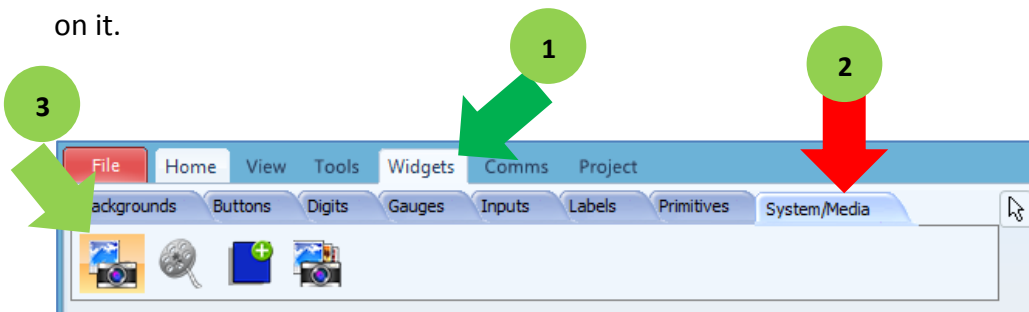 on it.
1
2
3
File Home View Tools Widgets Comms Project
ackgrounds Buttons Digits Gauges Inputs Labels Primitives System/Media